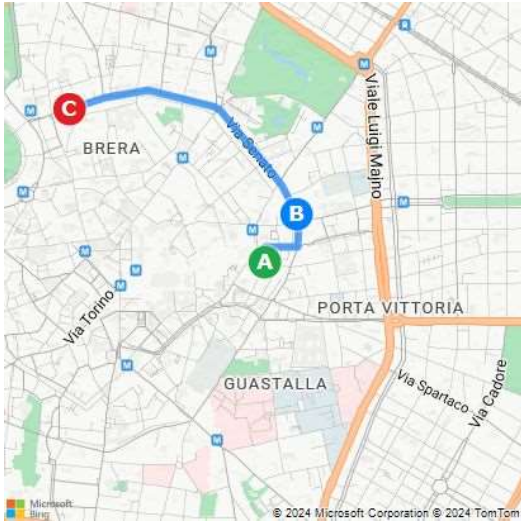 M
M
M
M
Viale Luigi Majno
C
BRERA
M
M
Via Senato
M
B
M
M
M
A
M
M
Via Torino
PORTA VITTORIA
M
GUASTALLA
Via Spartaco
Via Cadore
M
Microsoft
Bing
© 2024 Microsoft Corporation © 2024 TomTom